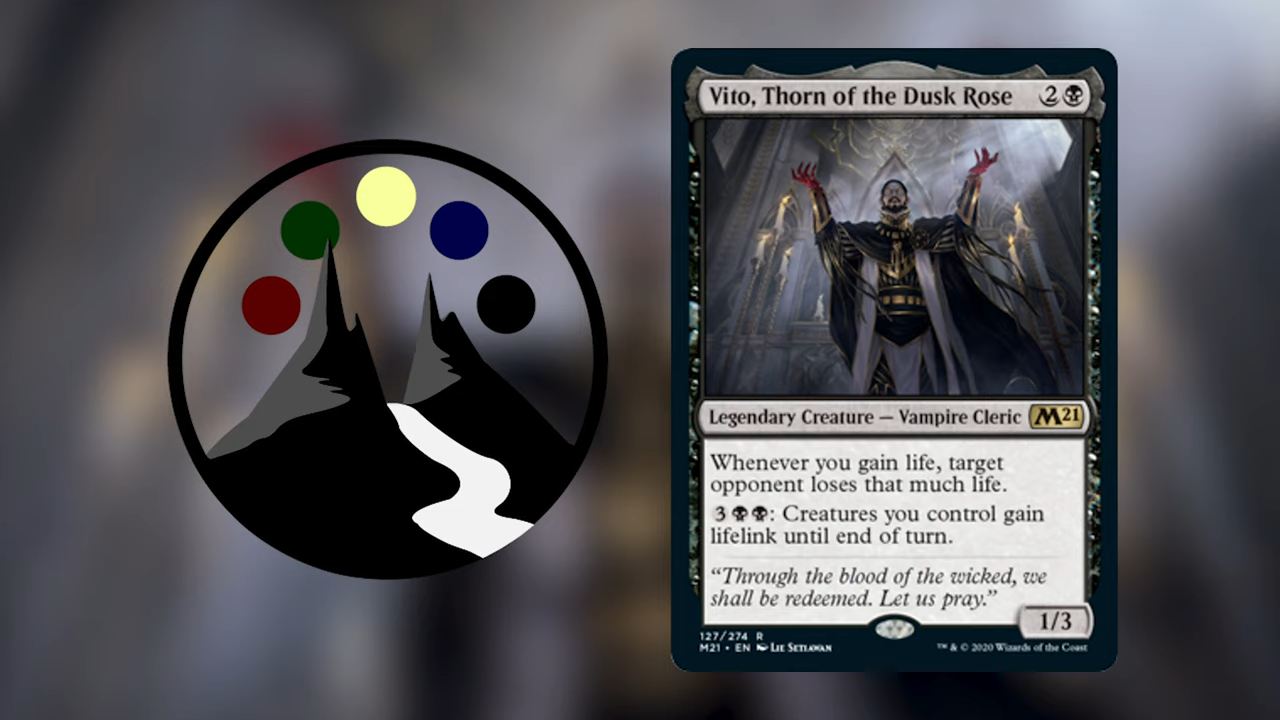 Vito, Thorn of the Dusk Rose 2
Legendary Creature — Vampire Cleric M21
Whenever you gain life, target
opponent loses that much life.
3 : Creatures you control gain
lifelink until end of turn.
“Through the blood of the wicked, we
shall be redeemed. Let us pray.”
1/3
127/274 R
M21 • EN Lie Setiawan
™ & © 2020 Wizards of the Coast